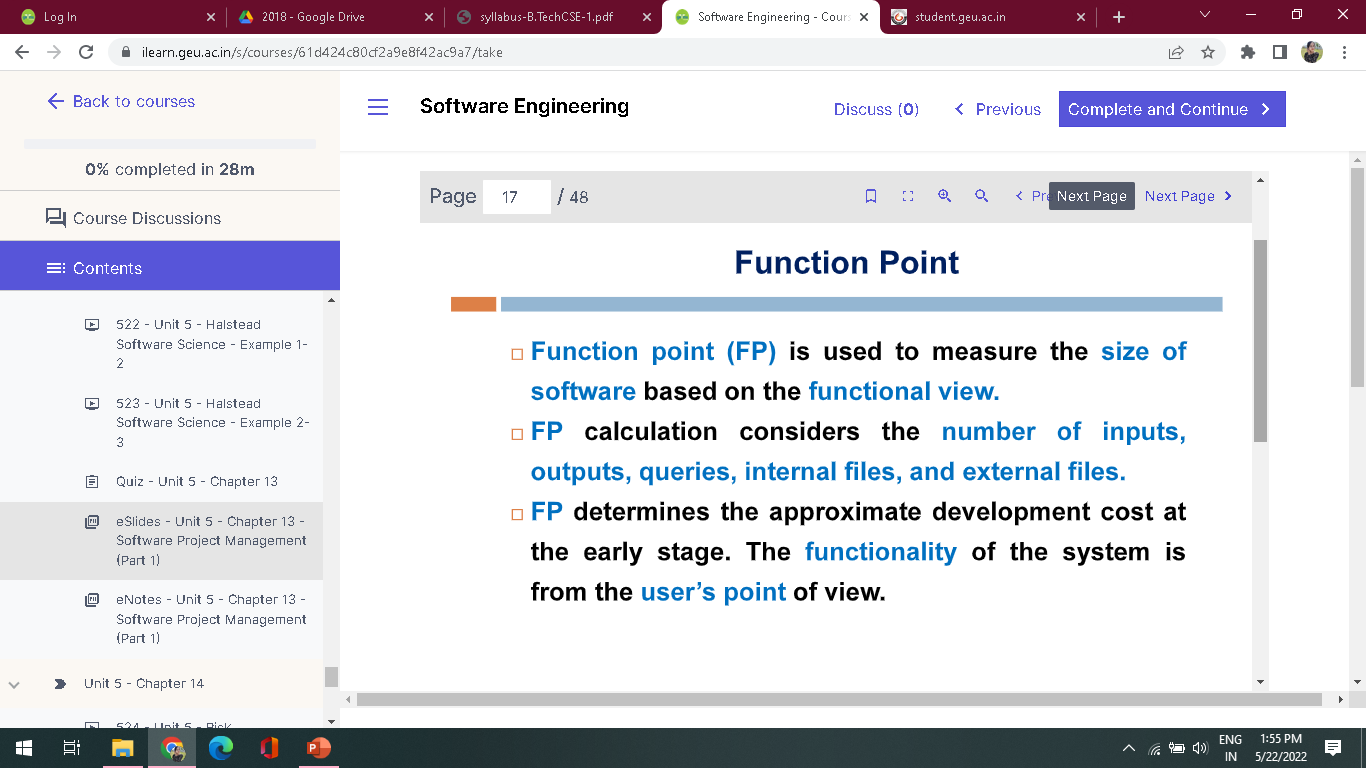 Log In
2018 - Google Drive
syllabus-B.TechCSE-1.pdf
Software Engineering - Cours
student.geu.ac.in
ilearn.geu.ac.in/s/courses/61d424c80cf2a9e8f42ac9a7/take
Back to courses
0% completed in 28m
Course Discussions
Contents
522 - Unit 5 - Halstead
Software Science - Example 1-
2
523 - Unit 5 - Halstead
Software Science - Example 2-
3
Quiz - Unit 5 - Chapter 13
eSlides - Unit 5 - Chapter 13 -
Software Project Management
(Part 1)
eNotes - Unit 5 - Chapter 13 -
Software Project Management
(Part 1)
Unit 5 - Chapter 14
524 - Unit 5 - Risk
Software Engineering
Discuss (0)
Previous
Complete and Continue
Page 17 / 48
Pre
Next Page
Next Page
Function Point
Function point (FP) is used to measure the size of
software based on the functional view.
FP calculation considers the number of inputs,
outputs, queries, internal files, and external files.
FP determines the approximate development cost at
the early stage. The functionality of the system is
from the user’s point of view.
ENG
IN
1:55 PM
5/22/2022